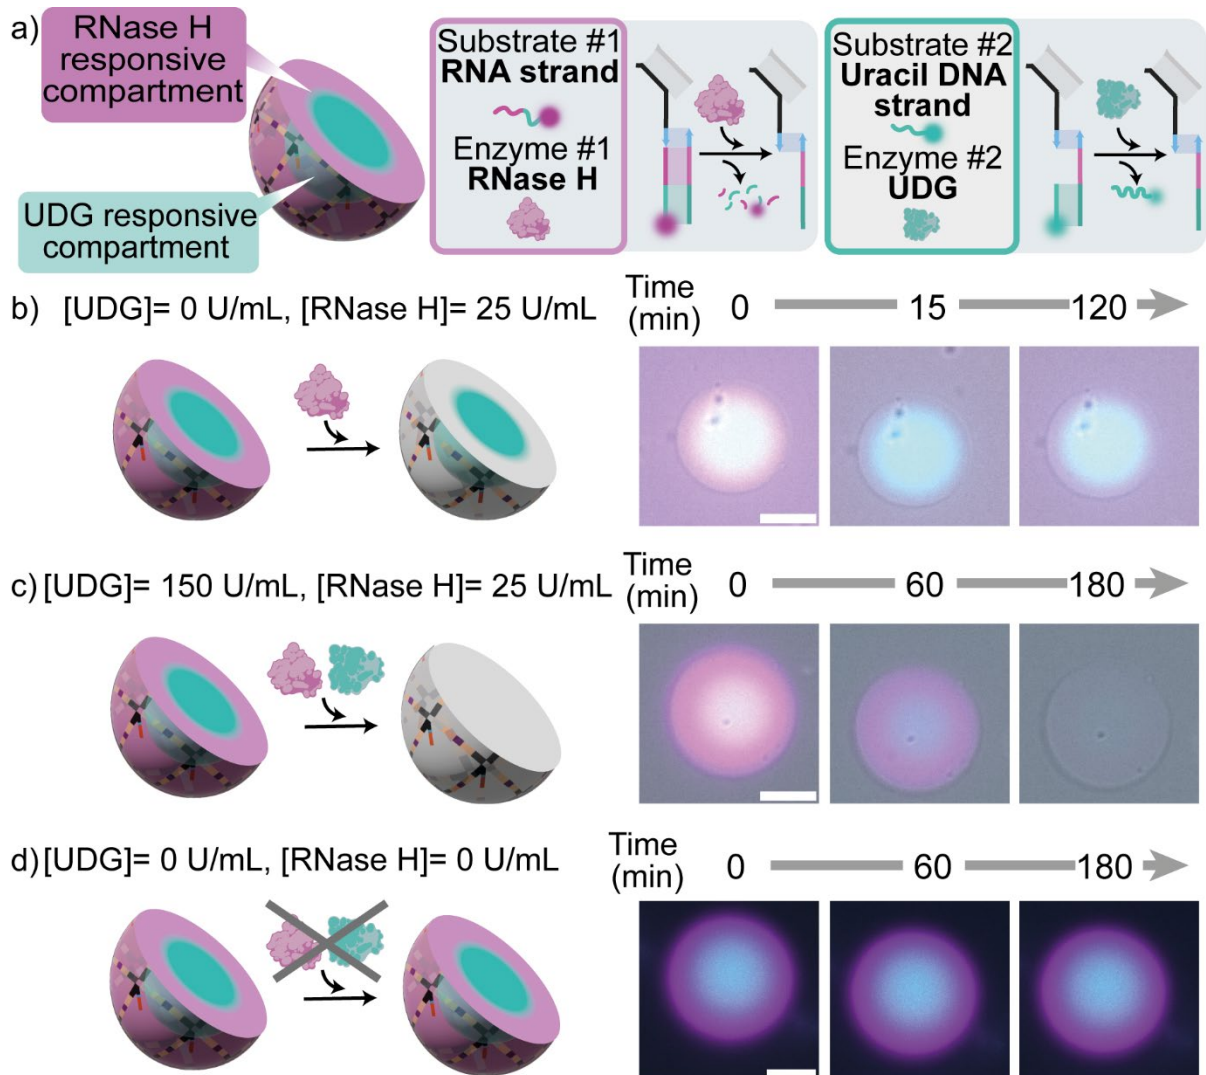 a)
RNase H
responsive
compartment
UDG responsive
compartment
Substrate #1
RNA strand
Enzyme #1
RNase H
Substrate #2
Uracil DNA
strand
Enzyme #2
UDG
b) [UDG]= 0 U/mL, [RNase H]= 25 U/mL
Time
(min) 0 15 120
c) [UDG]= 150 U/mL, [RNase H]= 25 U/mL
Time
(min) 0 60 180
d) [UDG]= 0 U/mL, [RNase H]= 0 U/mL
Time
(min) 0 60 180